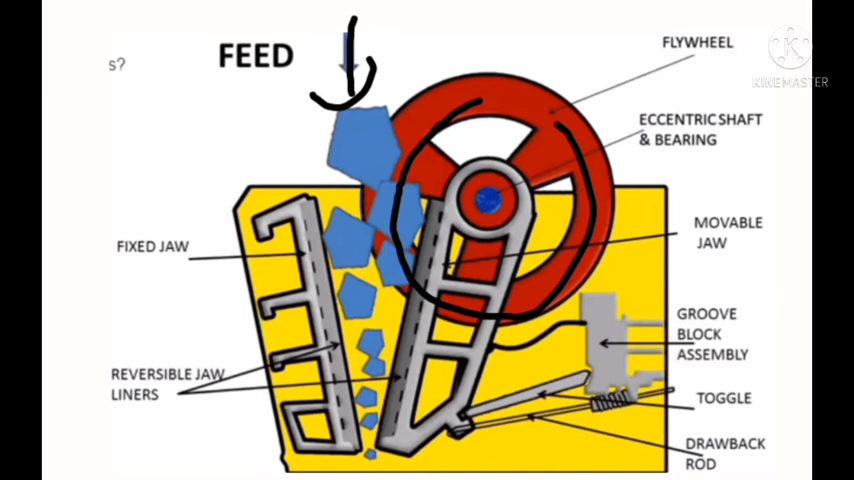 s?
FEED
FLYWHEEL
KINEMASTER
ECCENTRIC SHAFT
& BEARING
FIXED JAW
MOVABLE
JAW
GROOVE
BLOCK
ASSEMBLY
REVERSIBLE JAW
LINERS
TOGGLE
DRAWBACK
ROD